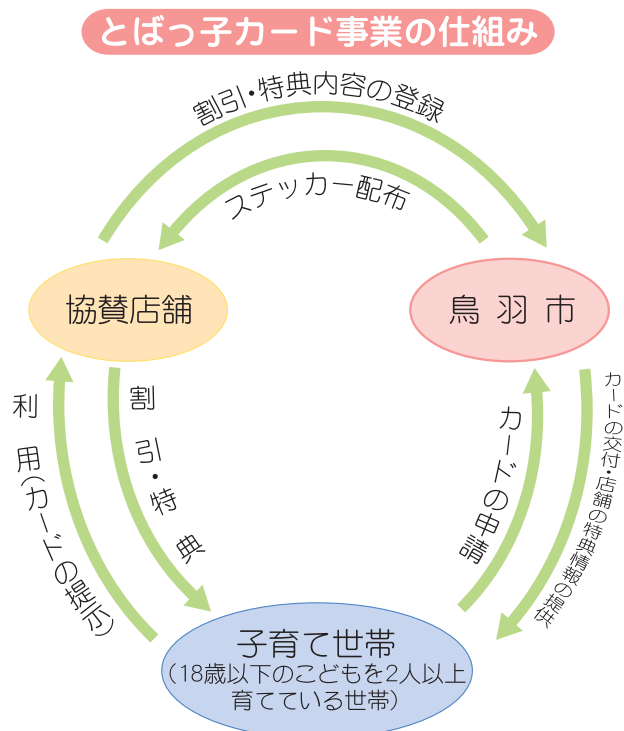 とばっ子カード事業の仕組み
割引・特典内容の登録
ステッカー配布
協賛店舗
鳥羽市
利用(カードの提示)
割引・特典
カードの申請
カードの交付・店舗の特典情報の提供
子育て世帯
(18歳以下のこどもを2人以上
育てている世帯)